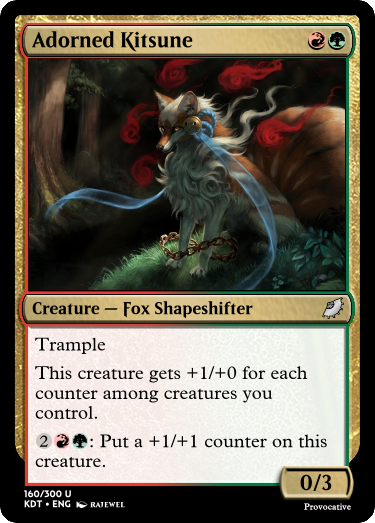 Adorned Kitsune
Creature — Fox Shapeshifter
Trample
This creature gets +1/+0 for each
counter among creatures you
control.
2: Put a +1/+1 counter on this
creature.
0/3
160/300 U
KDT • ENG RAJEWEL
Provocative